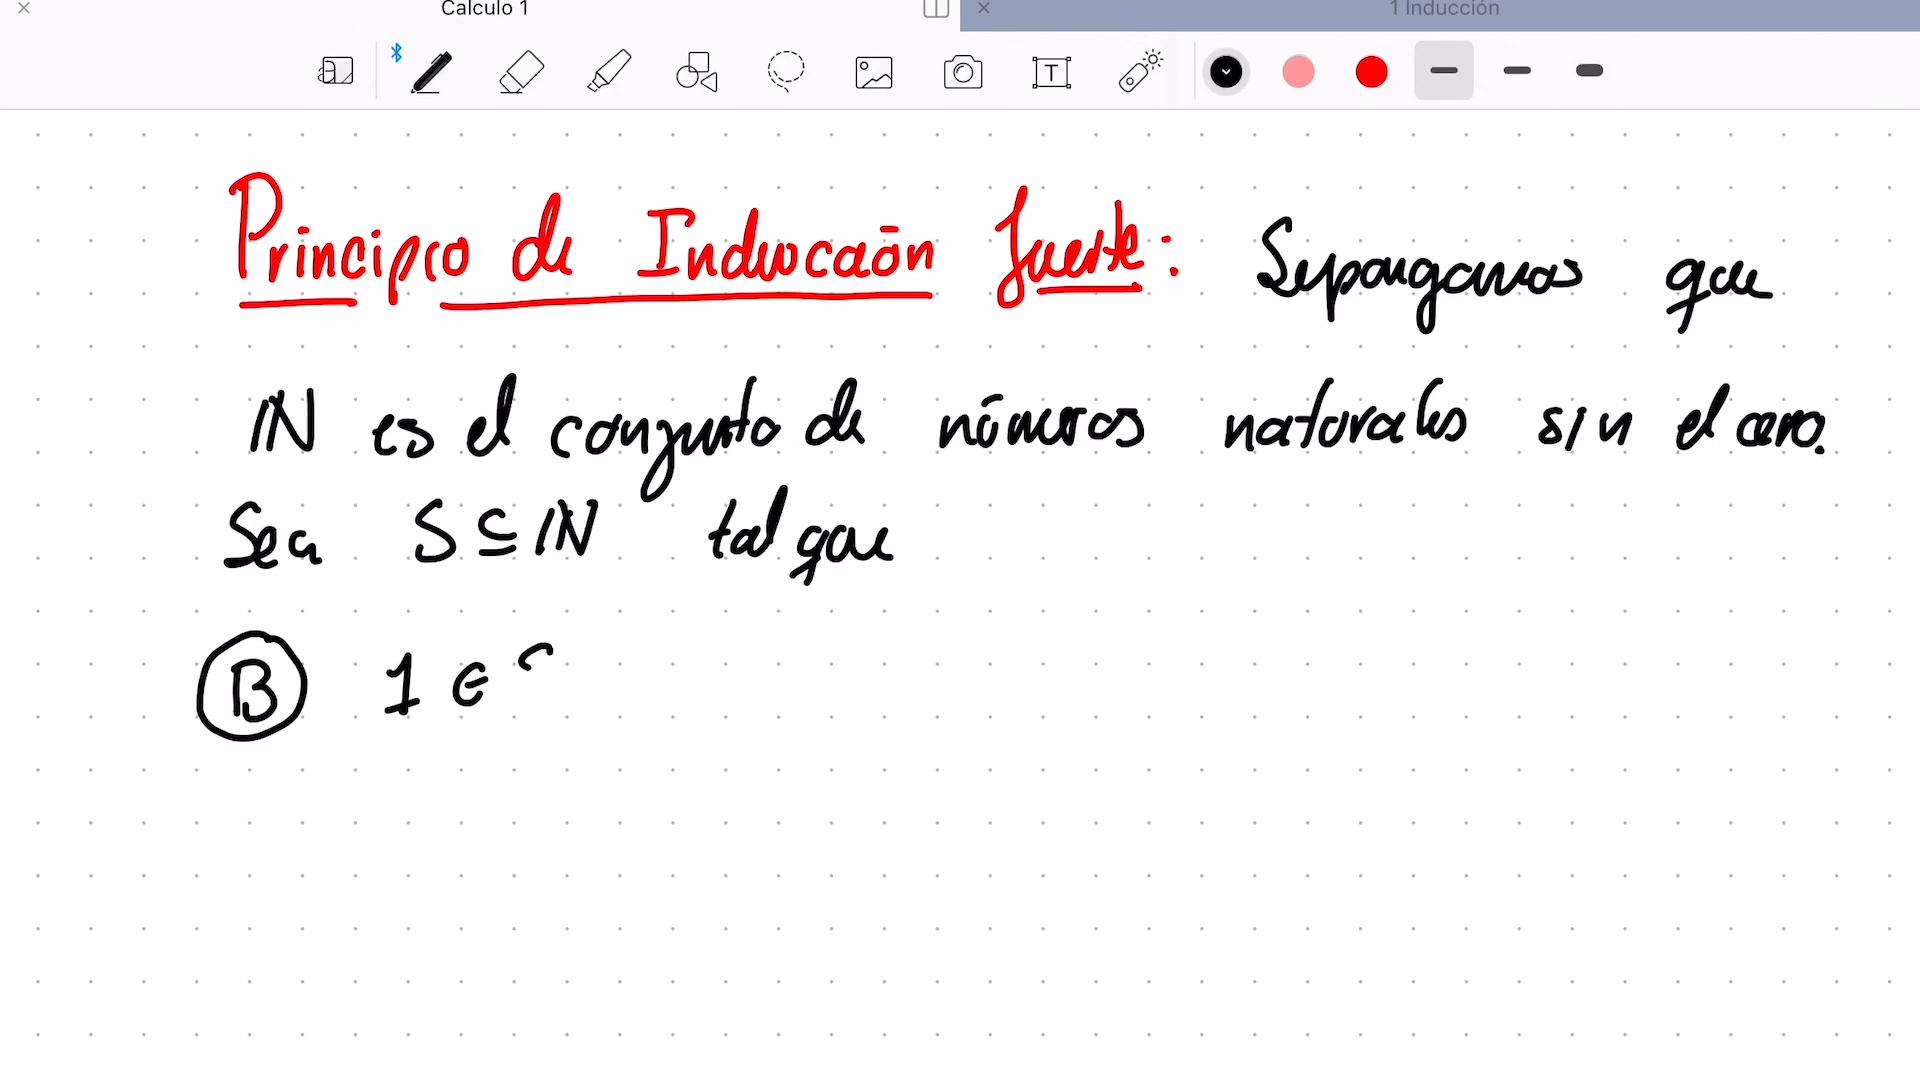 Calculo 1
1 Inducción
Principio de Inducción fuerte: Supongamos que
IN es el conjunto de números naturales sin el cero.
Sea S ⊆ IN tal que
B 1 ∈